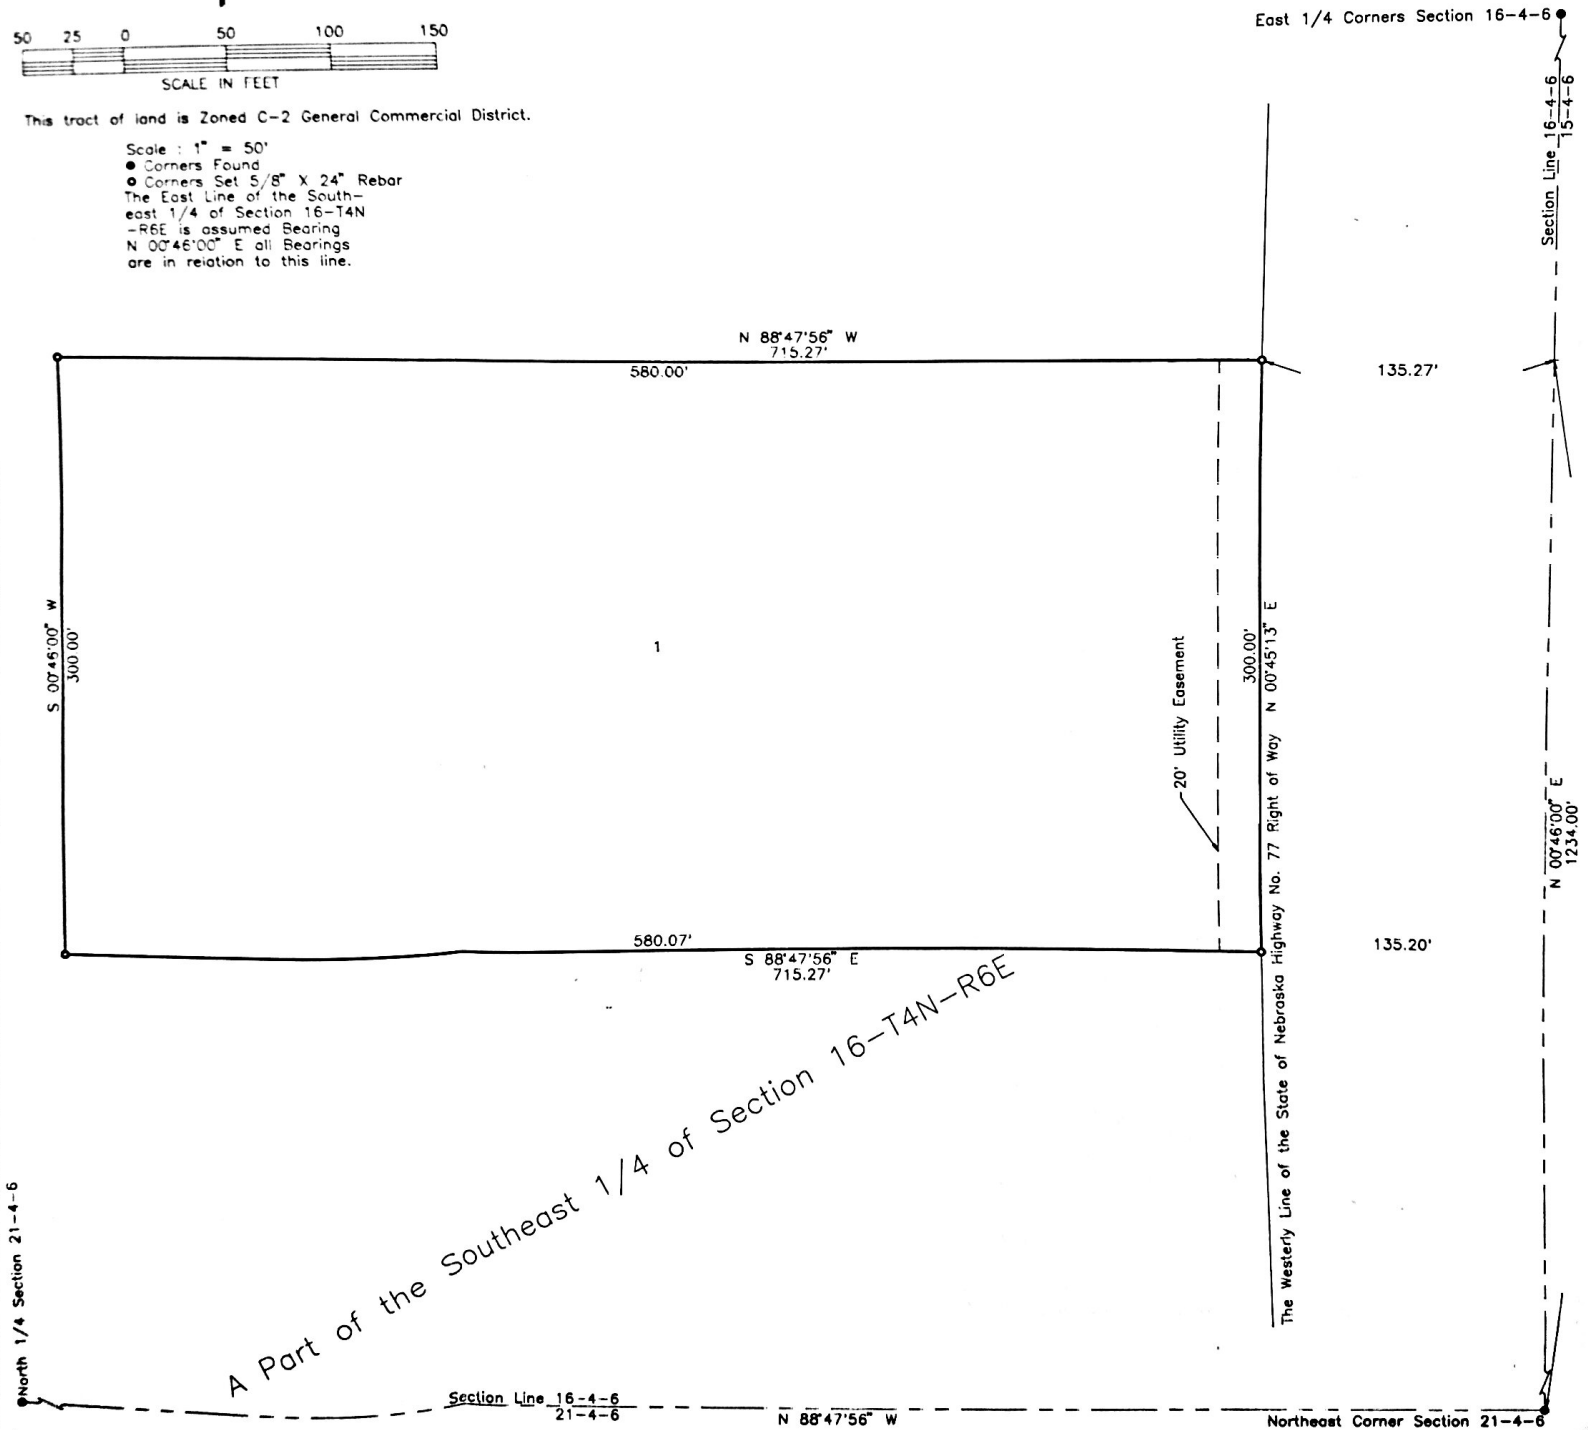 East 1/4 Corners Section 16-4-6
50 25 0 50 100 150
SCALE IN FEET
This tract of land is Zoned C-2 General Commercial District.
Scale : 1" = 50'
Corners Found
Corners Set 5/8" X 24" Rebar
The East Line of the South-
east 1/4 of Section 16-T4N
-R6E is assumed Bearing
N 00°46'00" E all Bearings
are in relation to this line.
Section Line 16-4-6
15-4-6
N 88°47'56" W
715.27'
580.00'
135.27'
S 00°46'00" W
300.00'
1
20' Utility Easement
300.00'
N 00°45'13" E
The Westerly Line of the State of Nebraska Highway No. 77 Right of Way
N 00°46'00" E
1234.00'
580.07'
S 88°47'56" E
715.27'
135.20'
A Part of the Southeast 1/4 of Section 16-T4N-R6E
North 1/4 Section 21-4-6
Section Line 16-4-6
21-4-6
N 88°47'56" W
Northeast Corner Section 21-4-6